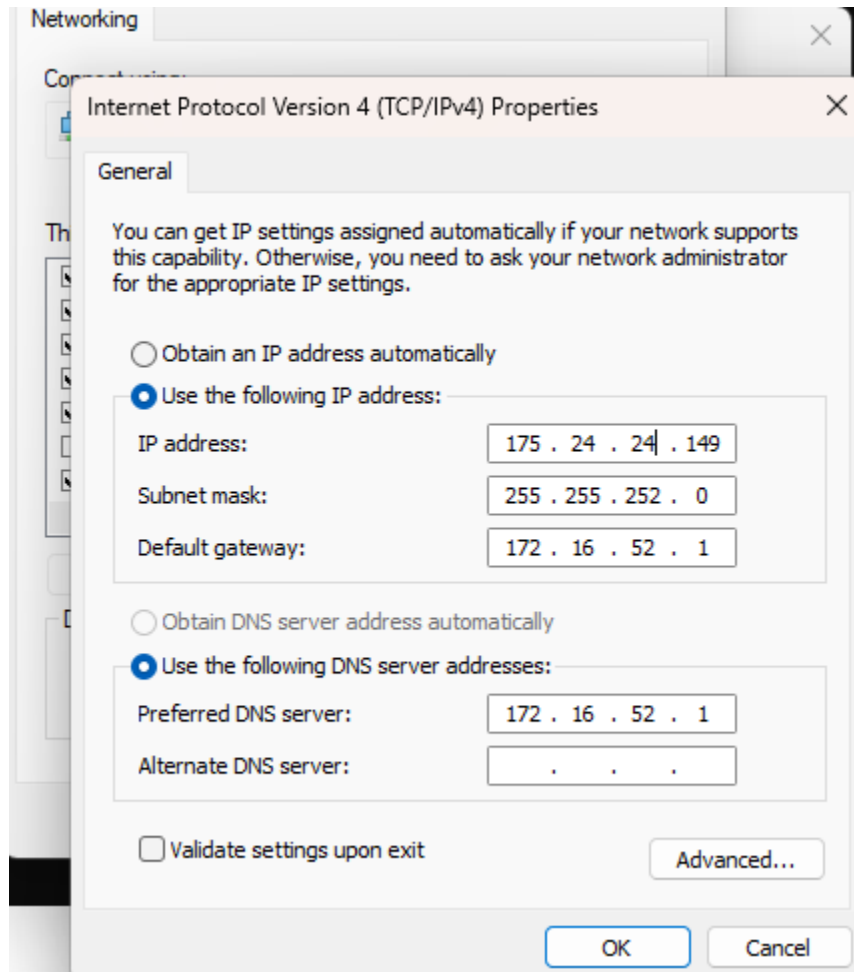 Networking
Internet Protocol Version 4 (TCP/IPv4) Properties
General
You can get IP settings assigned automatically if your network supports
this capability. Otherwise, you need to ask your network administrator
for the appropriate IP settings.
Obtain an IP address automatically
Use the following IP address:
IP address: 175 . 24 . 24 . 149
Subnet mask: 255 . 255 . 252 . 0
Default gateway: 172 . 16 . 52 . 1
Obtain DNS server address automatically
Use the following DNS server addresses:
Preferred DNS server: 172 . 16 . 52 . 1
Alternate DNS server: . . .
Validate settings upon exit
Advanced...
OK Cancel